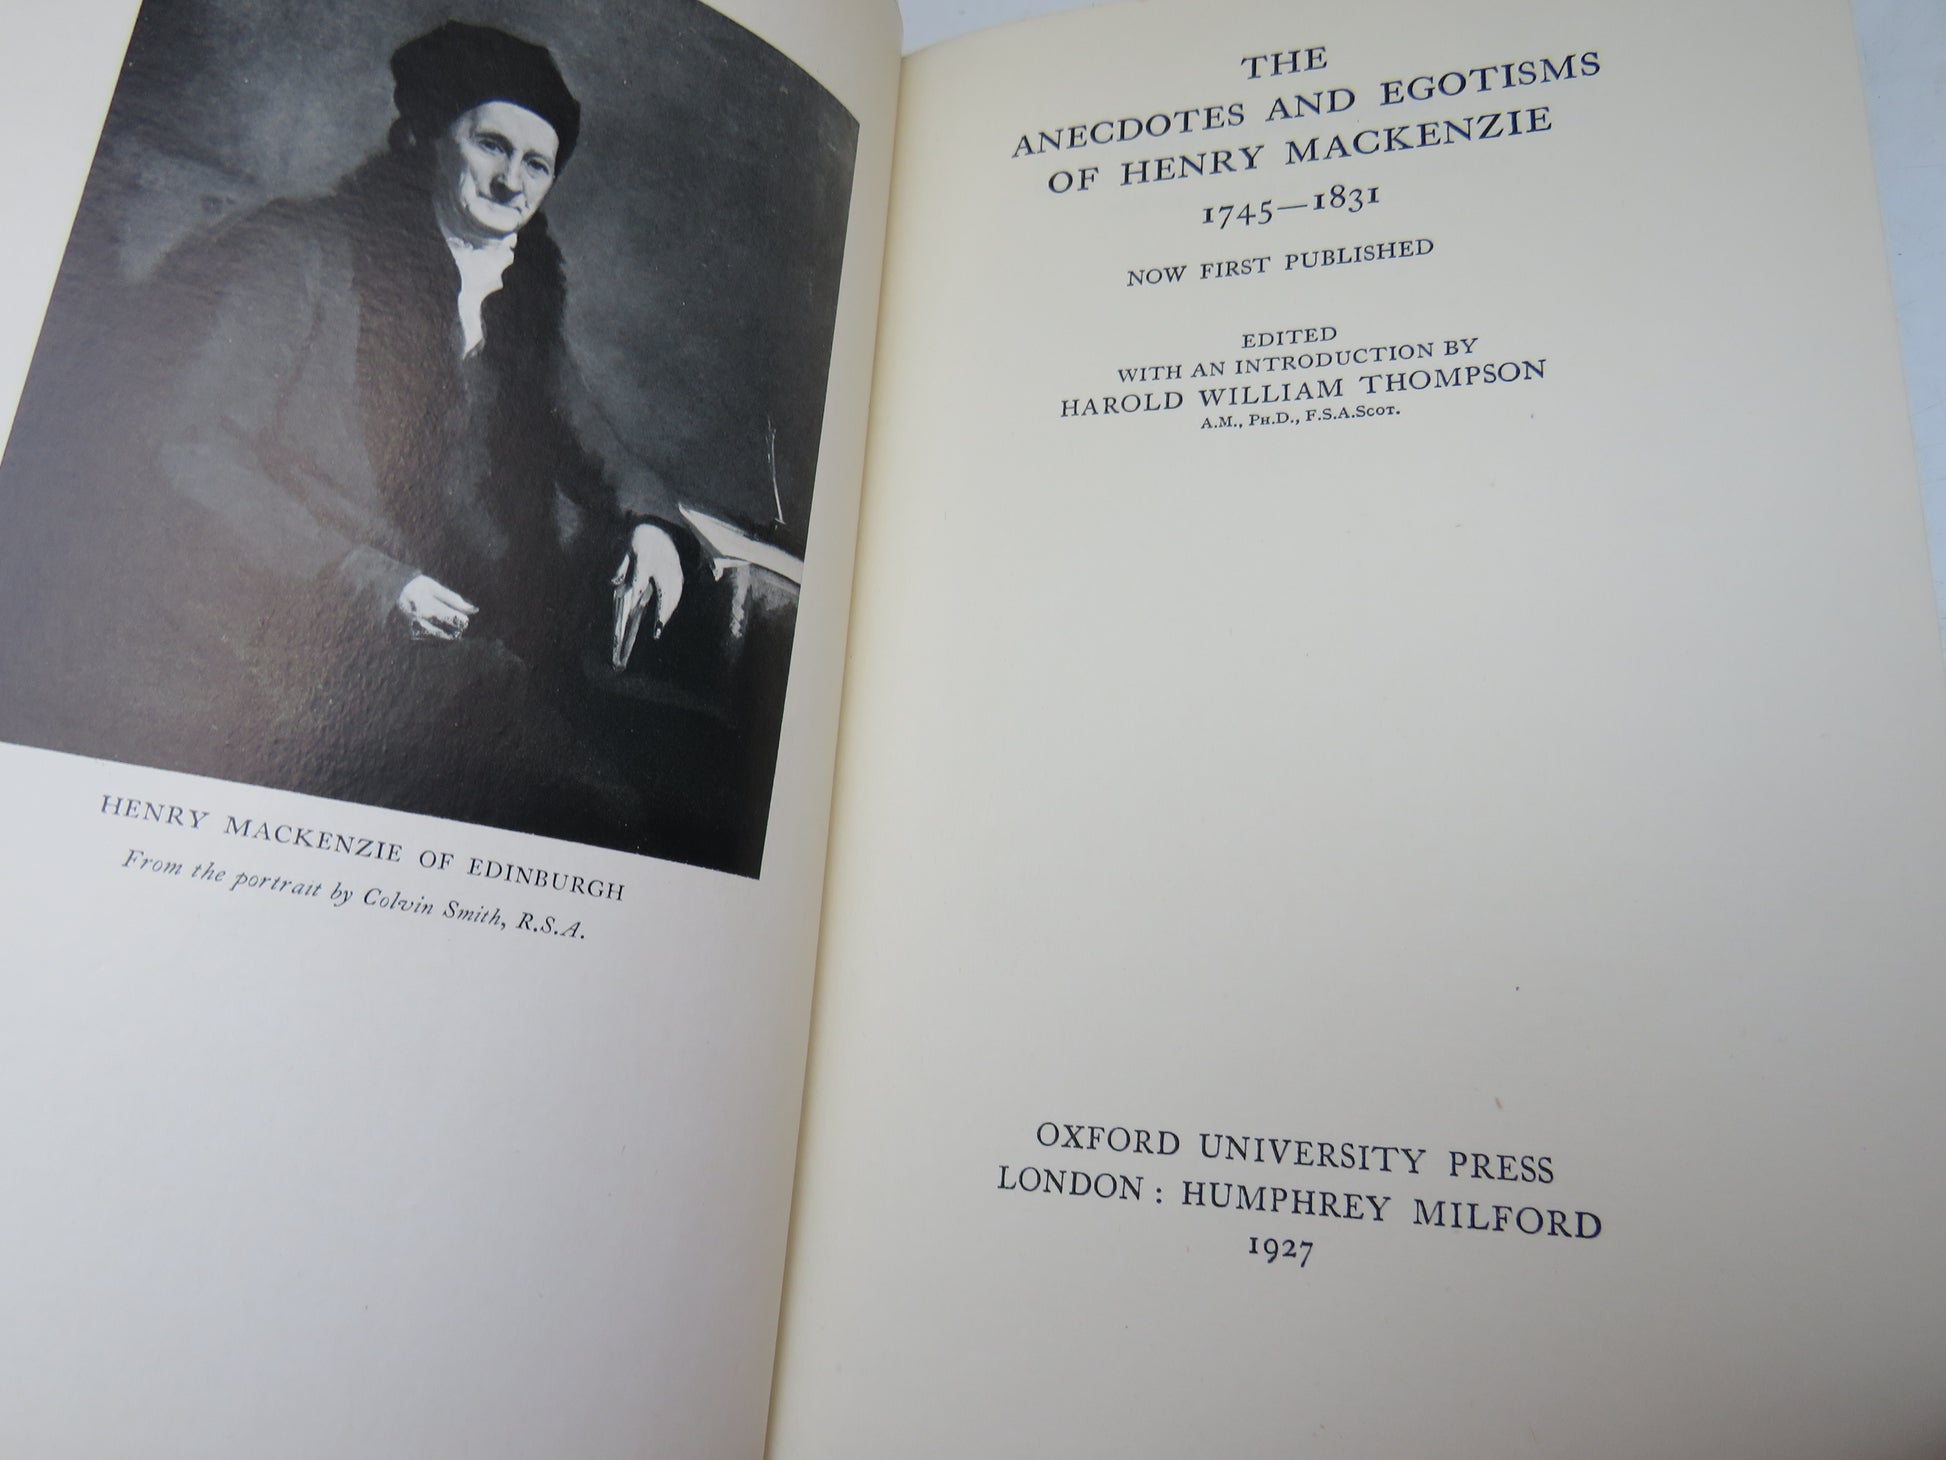 HENRY MACKENZIE OF EDINBURGH
From the portrait by Colvin Smith, R.S.A.
THE
ANECDOTES AND EGOTISMS
OF HENRY MACKENZIE
1745—1831
NOW FIRST PUBLISHED
EDITED
WITH AN INTRODUCTION BY
HAROLD WILLIAM THOMPSON
A.M., PH.D., F.S.A.SCOT.
OXFORD UNIVERSITY PRESS
LONDON : HUMPHREY MILFORD
1927